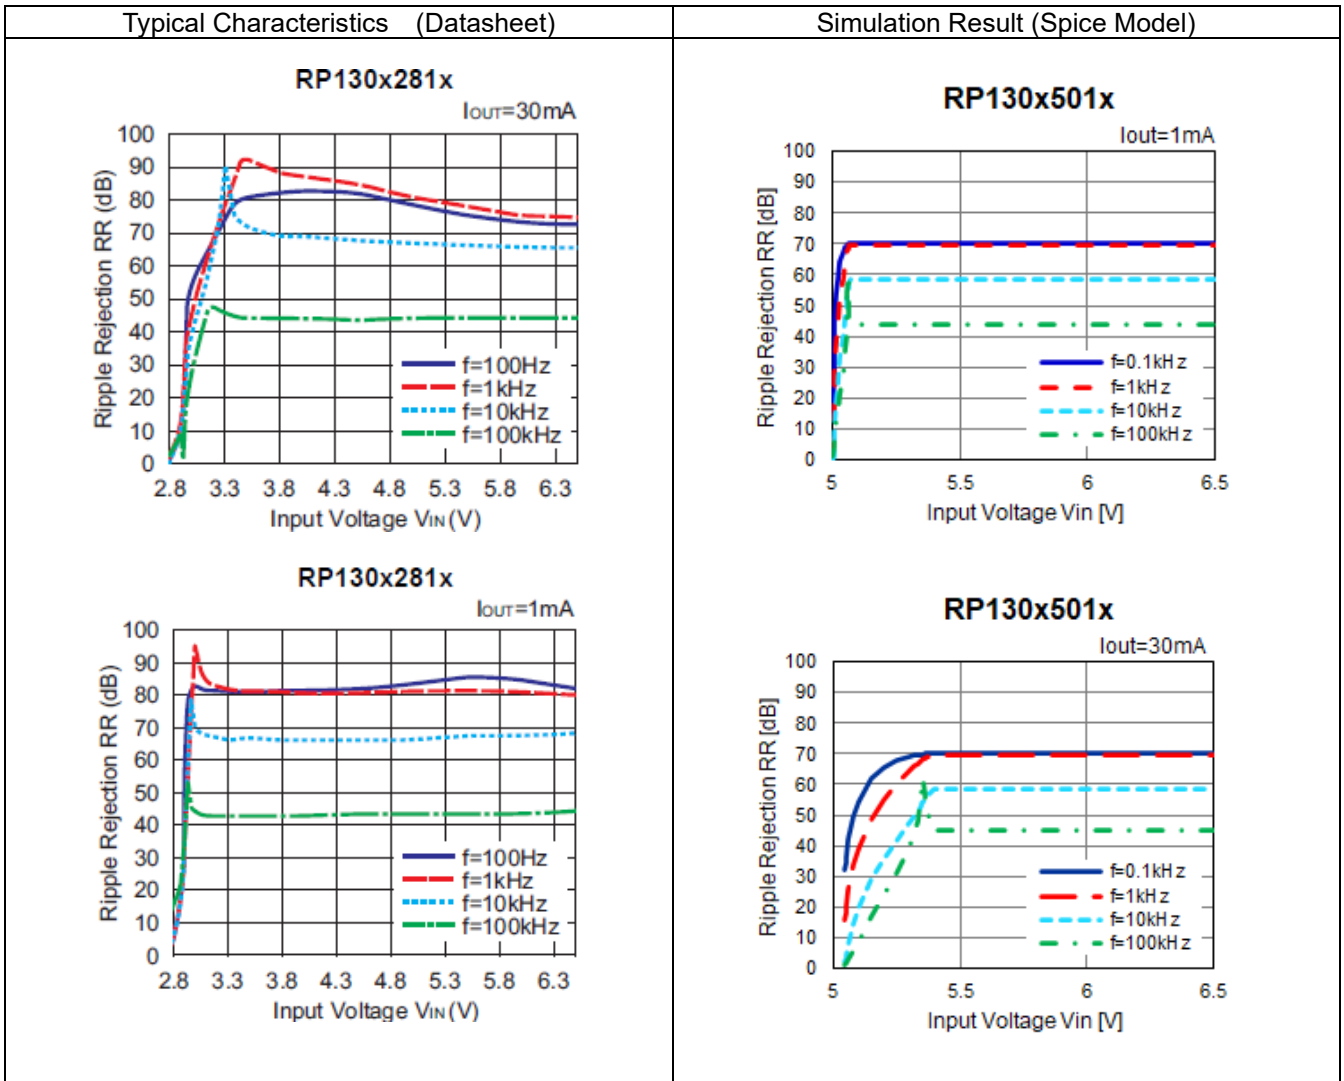 Typical Characteristics (Datasheet)
Simulation Result (Spice Model)
RP130x281x
IOUT=30mA
100
90
80
70
60
50
40
30
20
10
0
Ripple Rejection RR (dB)
f=100Hz
f=1kHz
f=10kHz
f=100kHz
2.8 3.3 3.8 4.3 4.8 5.3 5.8 6.3
Input Voltage VIN (V)
RP130x501x
Iout=1mA
100
90
80
70
60
50
40
30
20
10
0
Ripple Rejection RR [dB]
f=0.1kHz
f=1kHz
f=10kHz
f=100kHz
5 5.5 6 6.5
Input Voltage Vin [V]
RP130x281x
IOUT=1mA
100
90
80
70
60
50
40
30
20
10
0
Ripple Rejection RR (dB)
f=100Hz
f=1kHz
f=10kHz
f=100kHz
2.8 3.3 3.8 4.3 4.8 5.3 5.8 6.3
Input Voltage VIN (V)
RP130x501x
Iout=30mA
100
90
80
70
60
50
40
30
20
10
0
Ripple Rejection RR [dB]
f=0.1kHz
f=1kHz
f=10kHz
f=100kHz
5 5.5 6 6.5
Input Voltage Vin [V]